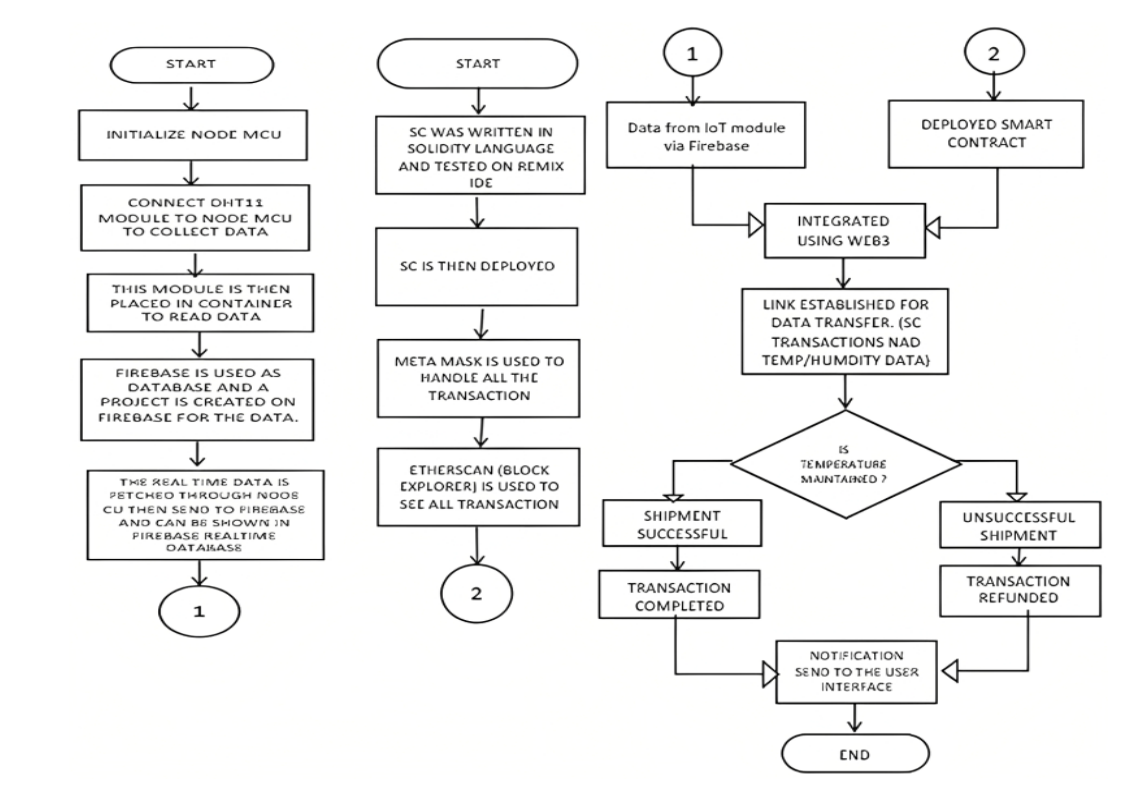 START
INITIALIZE NODE MCU
CONNECT DHT11
MODULE TO NODE MCU
TO COLLECT DATA
THIS MODULE IS THEN
PLACED IN CONTAINER
TO READ DATA
FIREBASE IS USED AS
DATABASE AND A
PROJECT IS CREATED ON
FIREBASE FOR THE DATA.
THE REAL TIME DATA IS
FETCHED THROUGH NODE
CU THEN SEND TO FIREBASE
AND CAN BE SHOWN IN
FIREBASE REALTIME
DATABASE
1
START
SC WAS WRITTEN IN
SOLIDITY LANGUAGE
AND TESTED ON REMIX
IDE
SC IS THEN DEPLOYED
META MASK IS USED TO
HANDLE ALL THE
TRANSACTION
ETHERSCAN (BLOCK
EXPLORER) IS USED TO
SEE ALL TRANSACTION
2
1
Data from IoT module
via Firebase
2
DEPLOYED SMART
CONTRACT
INTEGRATED
USING WEB3
LINK ESTABLISHED FOR
DATA TRANSFER. (SC
TRANSACTIONS NAD
TEMP/HUMIDITY DATA)
IS
TEMPERATURE
MAINTAINED ?
SHIPMENT
SUCCESSFUL
TRANSACTION
COMPLETED
UNSUCCESSFUL
SHIPMENT
TRANSACTION
REFUNDED
NOTIFICATION
SEND TO THE USER
INTERFACE
END